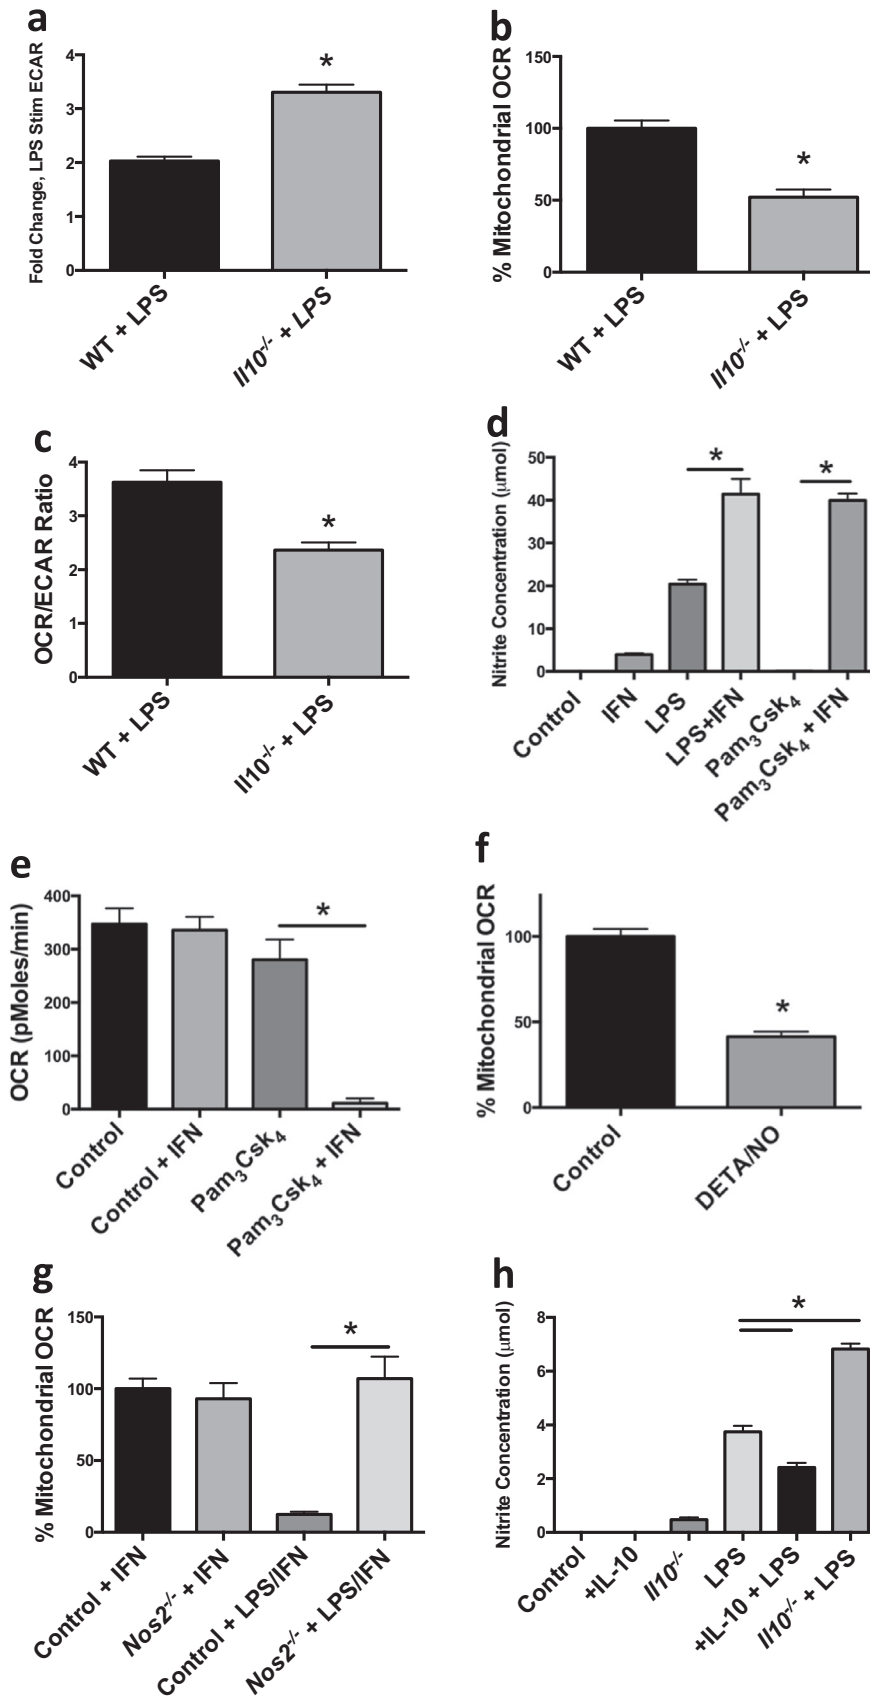 a
Fold Change, LPS Stim ECAR
4
3
2
1
0
*
WT + LPS
Il10-/- + LPS
b
% Mitochondrial OCR
150
100
50
0
*
WT + LPS
Il10-/- + LPS
c
OCR/ECAR Ratio
4
3
2
1
0
*
WT + LPS
Il10-/- + LPS
d
Nitrite Concentration (μmol)
50
40
30
20
10
0
*
*
Control
IFN
LPS
LPS+IFN
Pam3Csk4
Pam3Csk4 + IFN
e
OCR (pMoles/min)
400
300
200
100
0
*
Control
Control + IFN
Pam3Csk4
Pam3Csk4 + IFN
f
% Mitochondrial OCR
100
50
0
*
Control
DETA/NO
g
% Mitochondrial OCR
150
100
50
0
*
Control + IFN
Nos2-/- + IFN
Control + LPS/IFN
Nos2-/- + LPS/IFN
h
Nitrite Concentration (μmol)
8
6
4
2
0
*
Control
+IL-10
Il10-/-
LPS
+IL-10 + LPS
Il10-/- + LPS